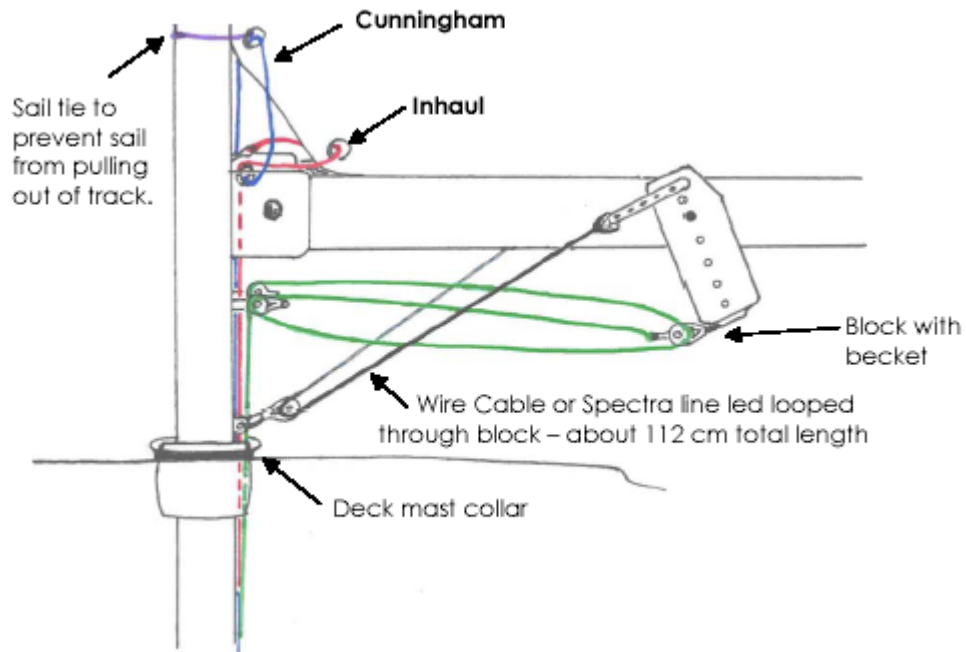 Cunningham
Inhaul
Sail tie to
prevent sail
from pulling
out of track.
Block with
becket
Wire Cable or Spectra line led looped
through block – about 112 cm total length
Deck mast collar